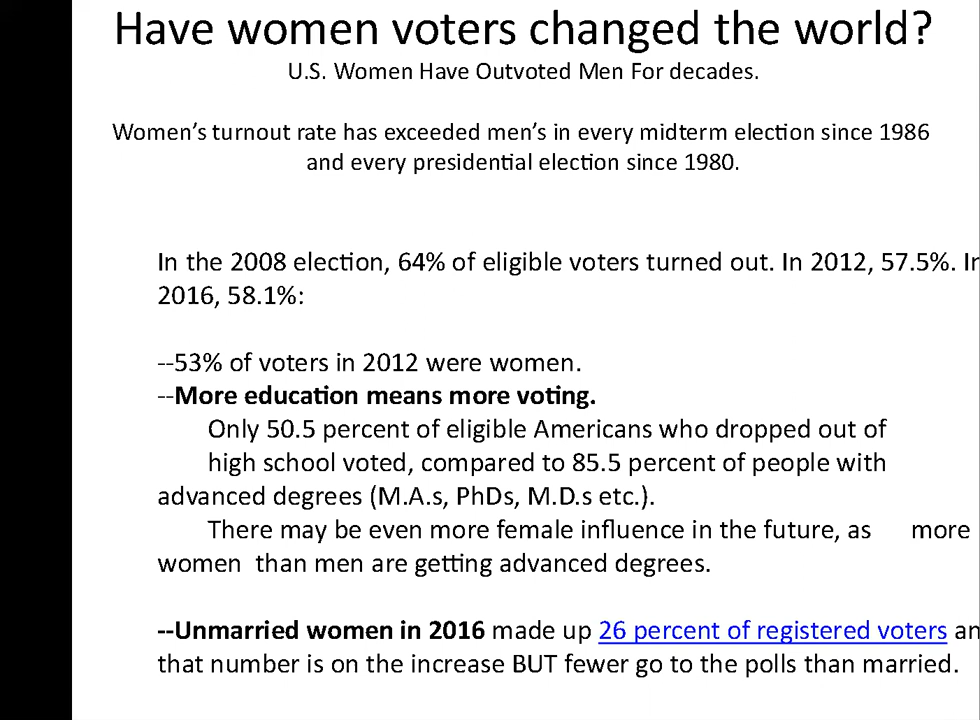 Have women voters changed the world?
U.S. Women Have Outvoted Men For decades.
Women’s turnout rate has exceeded men’s in every midterm election since 1986
and every presidential election since 1980.
In the 2008 election, 64% of eligible voters turned out. In 2012, 57.5%. In
2016, 58.1%:
--53% of voters in 2012 were women.
--More education means more voting.
Only 50.5 percent of eligible Americans who dropped out of
high school voted, compared to 85.5 percent of people with
advanced degrees (M.A.s, PhDs, M.D.s etc.).
There may be even more female influence in the future, as more
women than men are getting advanced degrees.
--Unmarried women in 2016 made up 26 percent of registered voters an
that number is on the increase BUT fewer go to the polls than married.